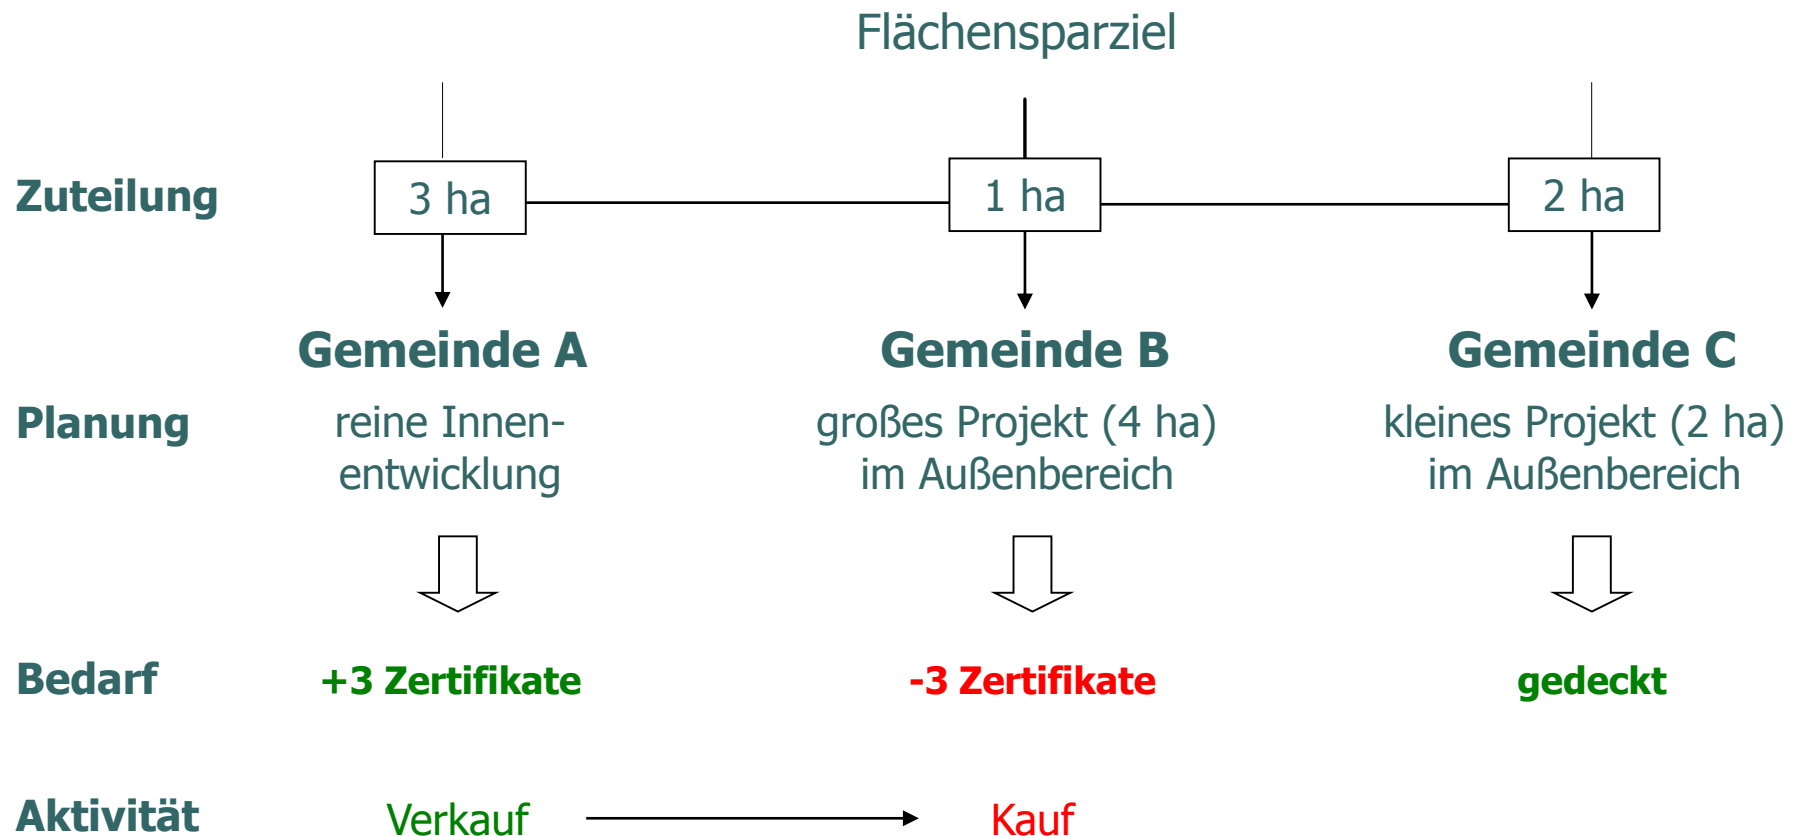 Flächensparziel
Zuteilung 3 ha 1 ha 2 ha
Gemeinde A Gemeinde B Gemeinde C
Planung reine Innen- großes Projekt (4 ha) kleines Projekt (2 ha)
entwicklung im Außenbereich im Außenbereich
Bedarf +3 Zertifikate -3 Zertifikate gedeckt
Aktivität Verkauf Kauf